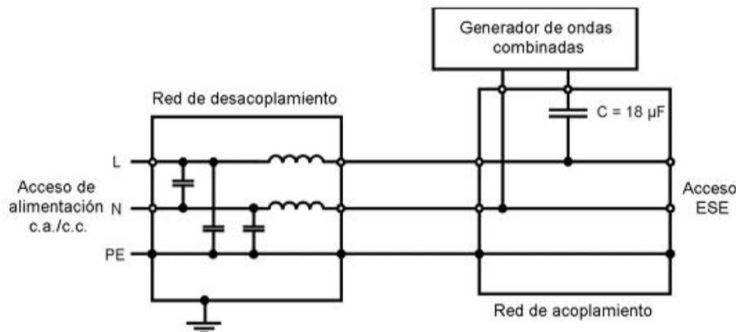 Generador de ondas
combinadas
Red de desacoplamiento
C = 18 µF
L
Acceso de
alimentación
c.a./c.c.
N
PE
Acceso
ESE
Red de acoplamiento